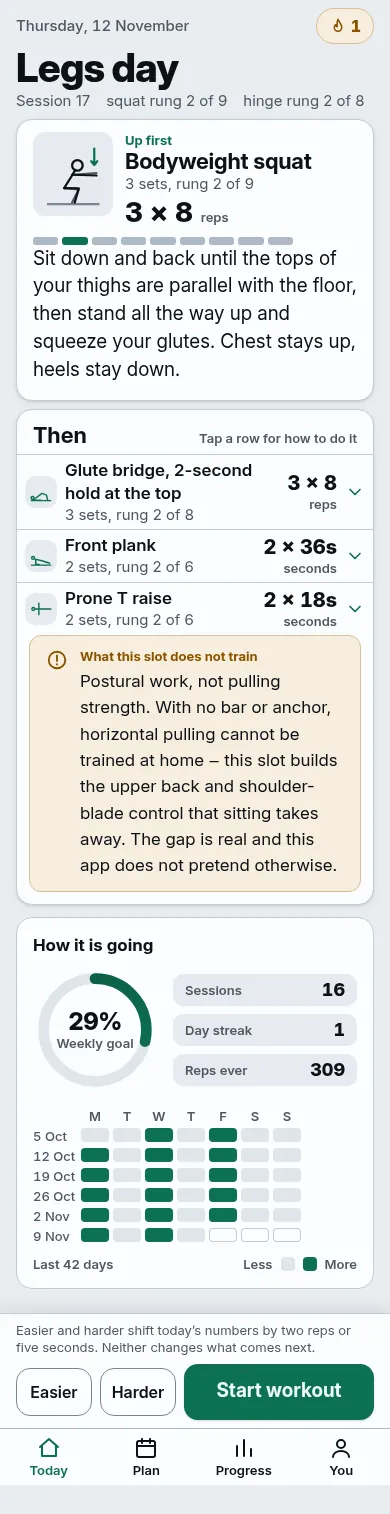 Thursday, 12 November
1
Legs day
Session 17 squat rung 2 of 9 hinge rung 2 of 8
Up first
Bodyweight squat
3 sets, rung 2 of 9
3 × 8 reps
Sit down and back until the tops of
your thighs are parallel with the floor,
then stand all the way up and
squeeze your glutes. Chest stays up,
heels stay down.
Then
Tap a row for how to do it
Glute bridge, 2-second
hold at the top
3 sets, rung 2 of 8
3 × 8
reps
Front plank
2 sets, rung 2 of 6
2 × 36s
seconds
Prone T raise
2 sets, rung 2 of 6
2 × 18s
seconds
What this slot does not train
Postural work, not pulling
strength. With no bar or anchor,
horizontal pulling cannot be
trained at home – this slot builds
the upper back and shoulder-
blade control that sitting takes
away. The gap is real and this
app does not pretend otherwise.
How it is going
29%
Weekly goal
Sessions 16
Day streak 1
Reps ever 309
M T W T F S S
5 Oct
12 Oct
19 Oct
26 Oct
2 Nov
9 Nov
Last 42 days
Less More
Easier and harder shift today's numbers by two reps or
five seconds. Neither changes what comes next.
Easier Harder Start workout
Today Plan Progress You